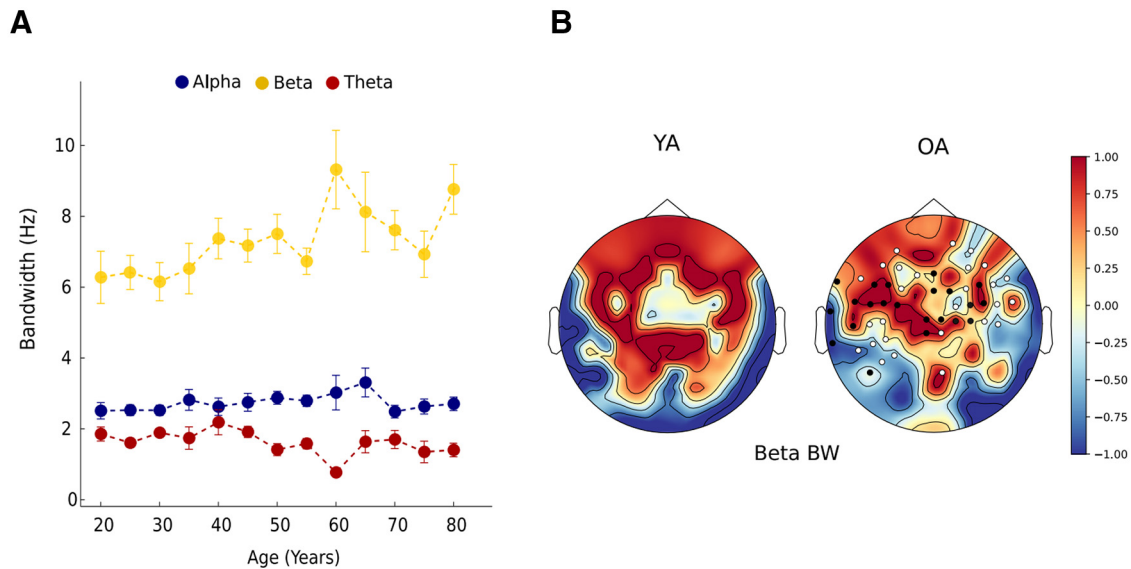 A
B
Alpha Beta Theta
Bandwidth (Hz)
10
8
6
4
2
0
20 30 40 50 60 70 80
Age (Years)
YA
OA
Beta BW
1.00
0.75
0.50
0.25
0.00
−0.25
−0.50
−0.75
−1.00